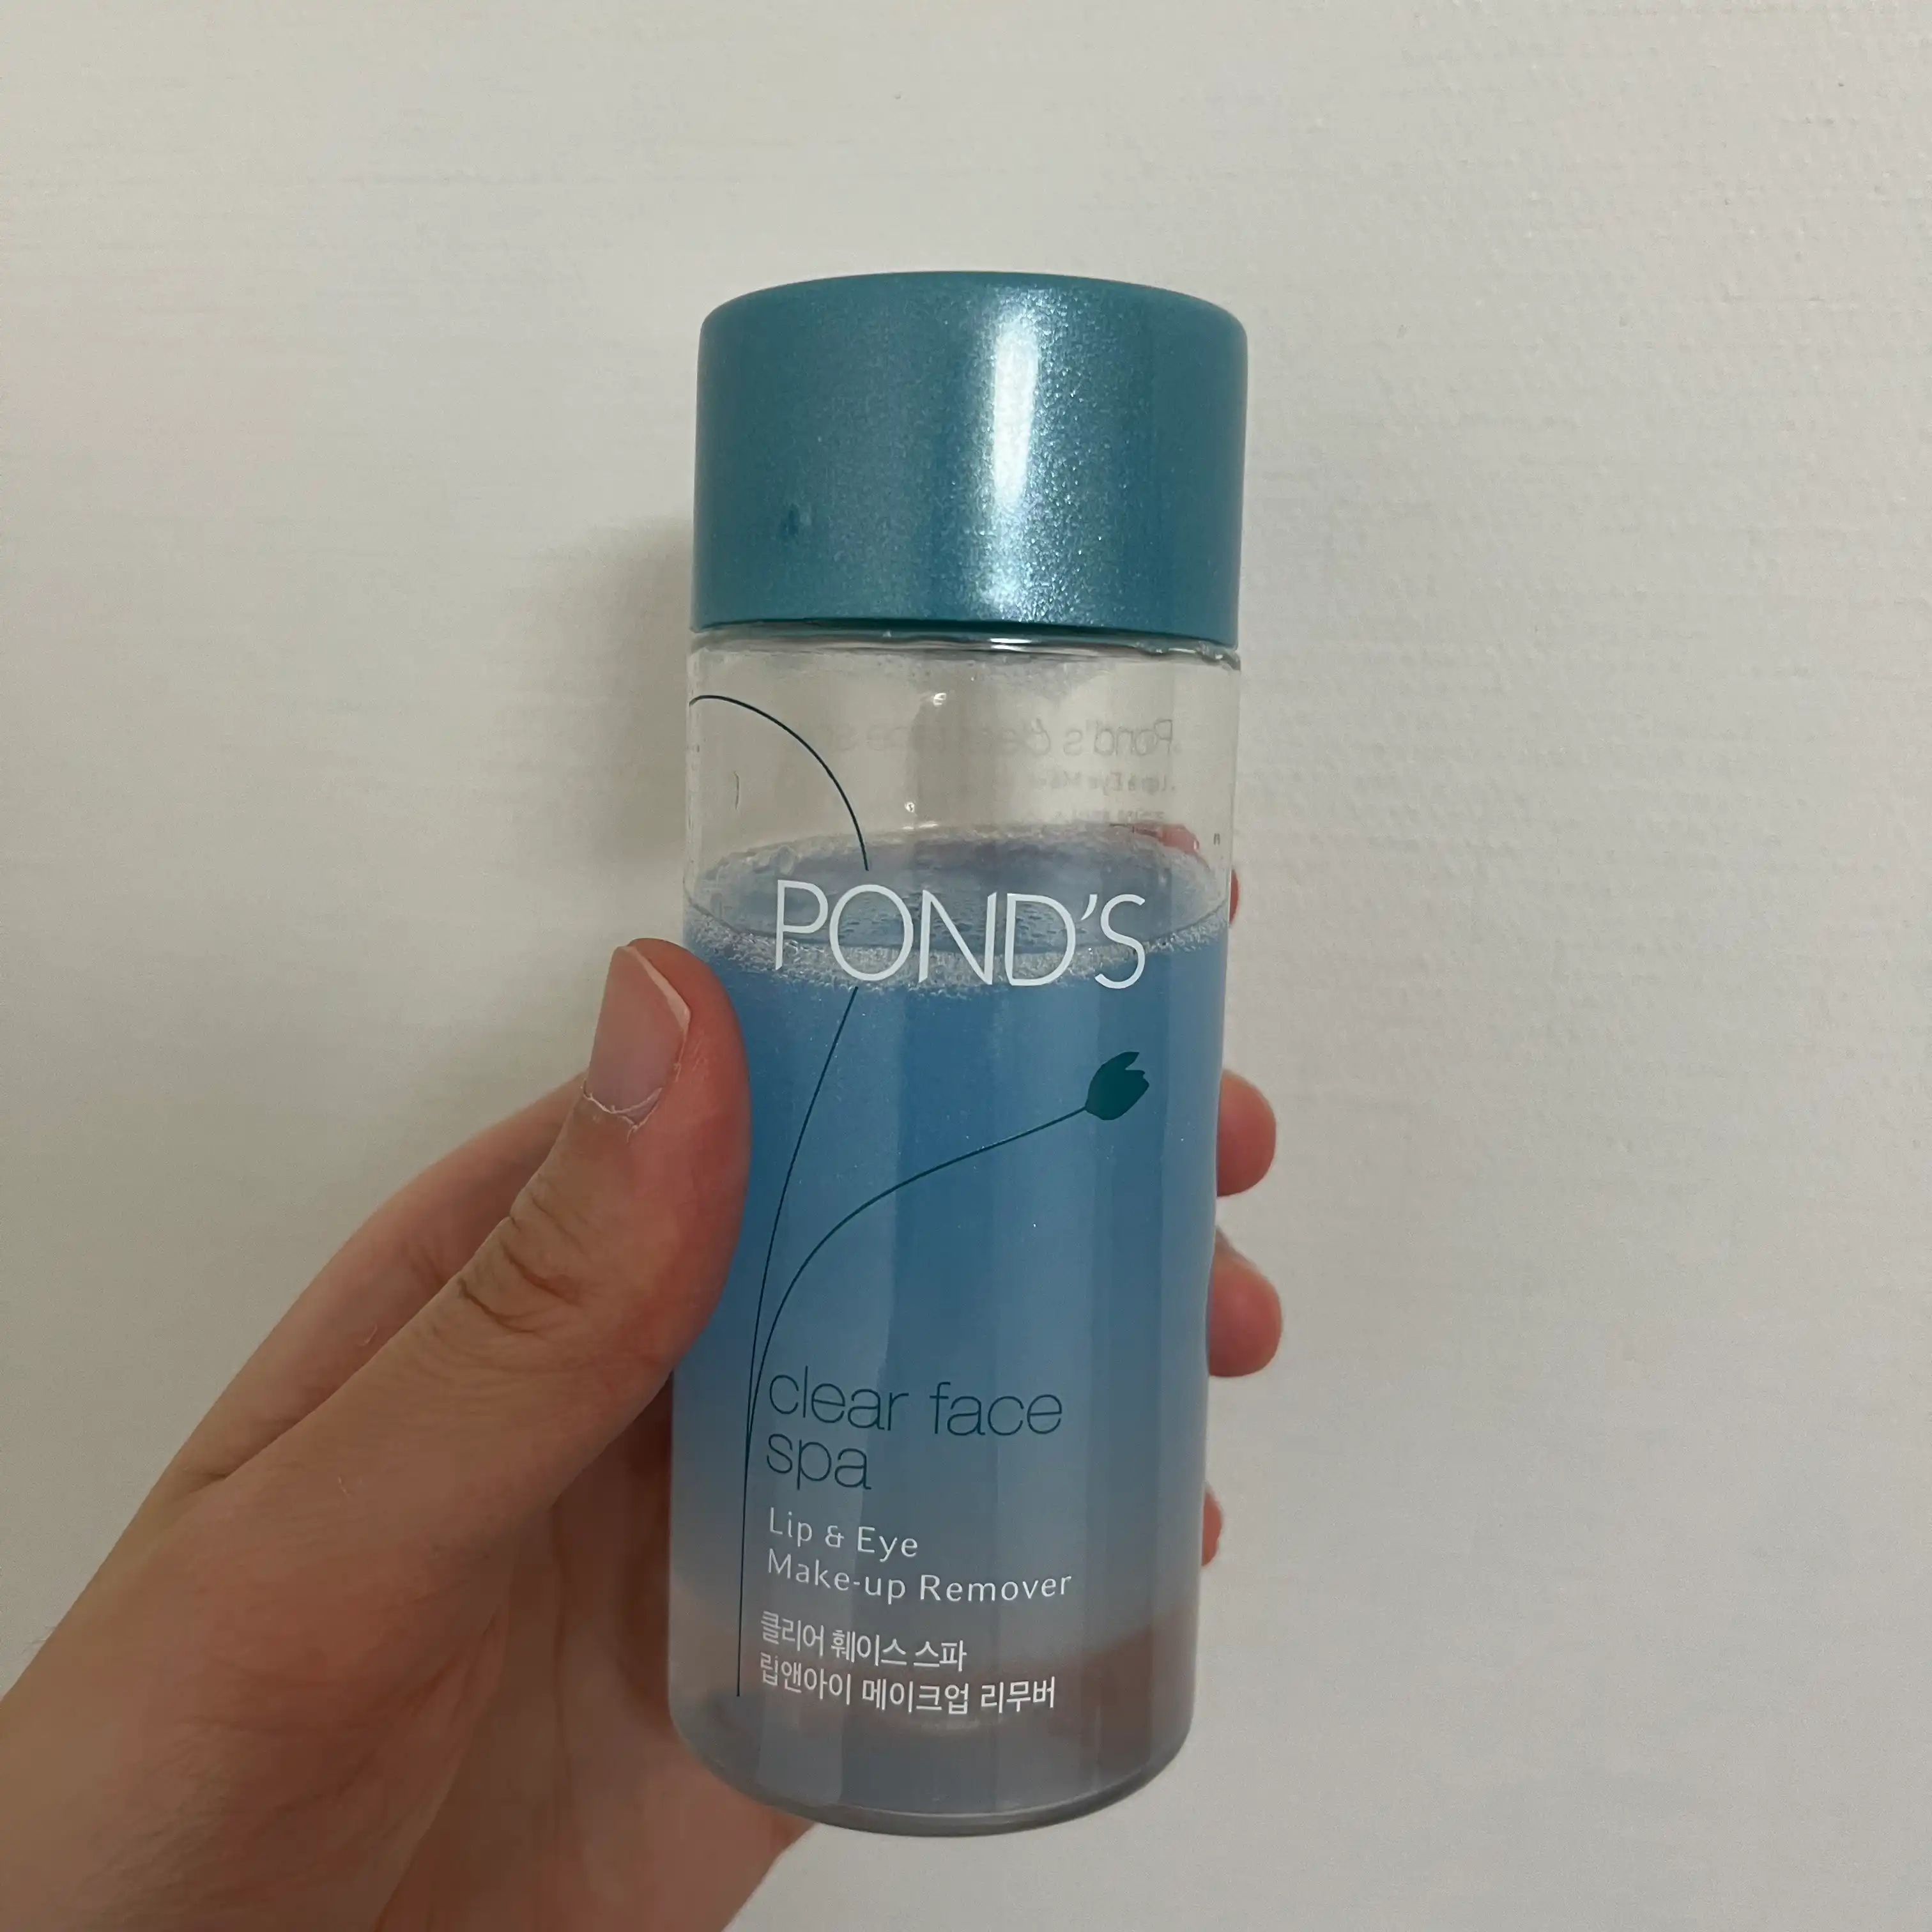 POND'S
clear face
spa
Lip & Eye
Make-up Remover
클리어 훼이스 스파
립앤아이 메이크업 리무버